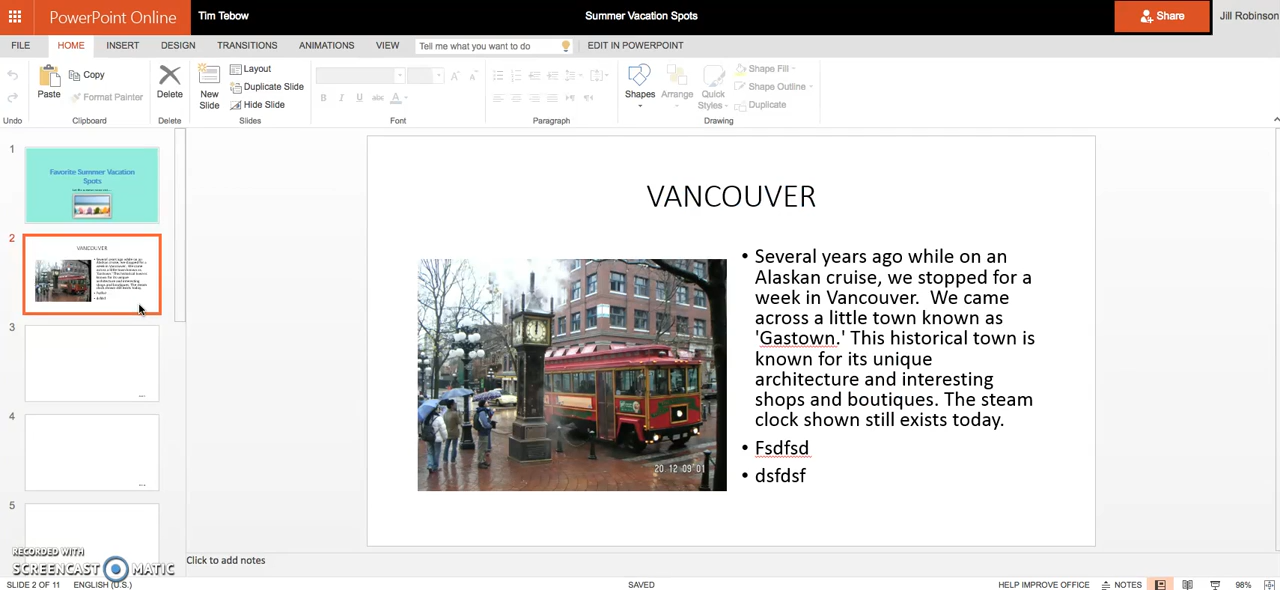 PowerPoint Online
Tim Tebow
Summer Vacation Spots
Share
Jill Robinson
FILE
HOME
INSERT
DESIGN
TRANSITIONS
ANIMATIONS
VIEW
Tell me what you want to do
EDIT IN POWERPOINT
Paste
Copy
Format Painter
Delete
New
Slide
Layout
Duplicate Slide
Hide Slide
Shapes
Arrange
Quick
Styles
Shape Fill
Shape Outline
Duplicate
Undo
Clipboard
Delete
Slides
Font
Paragraph
Drawing
1
Favorite Summer Vacation
Spots
2
VANCOUVER
3
4
5
VANCOUVER
• Several years ago while on an
Alaskan cruise, we stopped for a
week in Vancouver.  We came
across a little town known as
'Gastown.' This historical town is
known for its unique
architecture and interesting
shops and boutiques. The steam
clock shown still exists today.
• Fsdfsd
• dsfdsf
20 12 09 01
RECORDED WITH
SCREENCAST MATIC
Click to add notes
SLIDE 2 OF 11
ENGLISH (U.S.)
SAVED
HELP IMPROVE OFFICE
NOTES
98%